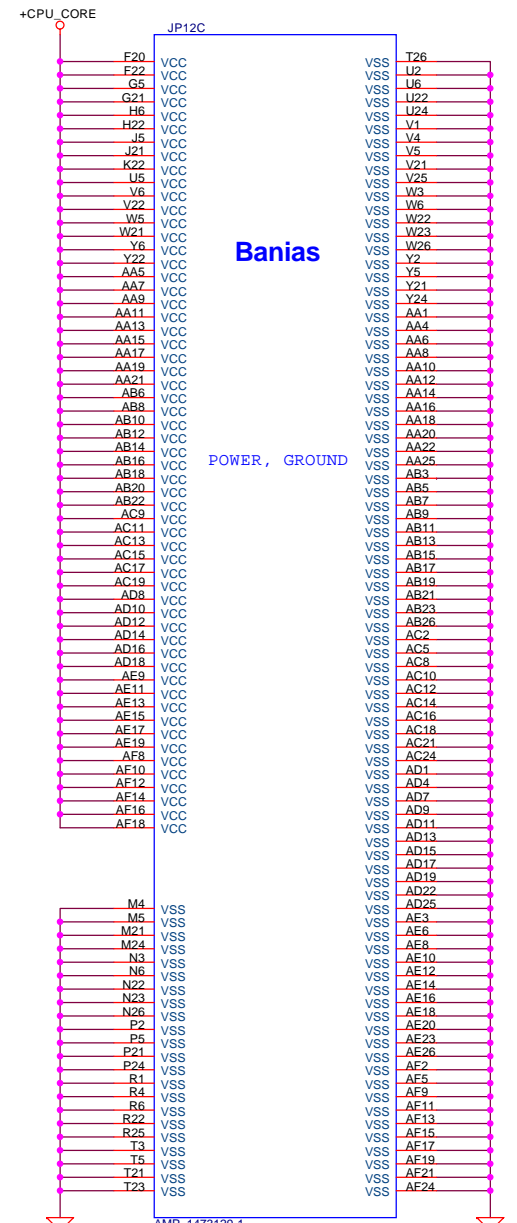 +CPU_CORE
JP12C
F20 VCC VSS T26
F22 VCC VSS U2
G5 VCC VSS U6
G21 VCC VSS U22
H6 VCC VSS U24
H22 VCC VSS V1
J5 VCC VSS V4
J21 VCC VSS V5
K22 VCC VSS V21
U5 VCC VSS V25
V6 VCC VSS W3
V22 VCC VSS W6
W5 VCC VSS W22
W21 VCC VSS W23
Y6 VCC VSS W26
Banias
Y22 VCC VSS Y2
AA5 VCC VSS Y5
AA7 VCC VSS Y21
AA9 VCC VSS Y24
AA11 VCC VSS AA1
AA13 VCC VSS AA4
AA15 VCC VSS AA6
AA17 VCC VSS AA8
AA19 VCC VSS AA10
AA21 VCC VSS AA12
AB6 VCC VSS AA14
AB8 VCC VSS AA16
AB10 VCC VSS AA18
AB12 VCC VSS AA20
AB14 VCC VSS AA22
AB16 VCC POWER, GROUND VSS AA25
AB18 VCC VSS AB3
AB20 VCC VSS AB5
AB22 VCC VSS AB7
AC9 VCC VSS AB9
AC11 VCC VSS AB11
AC13 VCC VSS AB13
AC15 VCC VSS AB15
AC17 VCC VSS AB17
AC19 VCC VSS AB19
AD8 VCC VSS AB21
AD10 VCC VSS AB23
AD12 VCC VSS AB26
AD14 VCC VSS AC2
AD16 VCC VSS AC5
AD18 VCC VSS AC8
AE9 VCC VSS AC10
AE11 VCC VSS AC12
AE13 VCC VSS AC14
AE15 VCC VSS AC16
AE17 VCC VSS AC18
AE19 VCC VSS AC21
AF8 VCC VSS AC24
AF10 VCC VSS AD1
AF12 VCC VSS AD4
AF14 VCC VSS AD7
AF16 VCC VSS AD9
AF18 VCC VSS AD11
VSS AD13
VSS AD15
VSS AD17
VSS AD19
VSS AD22
M4 VSS VSS AD25
M5 VSS VSS AE3
M21 VSS VSS AE6
M24 VSS VSS AE8
N3 VSS VSS AE10
N6 VSS VSS AE12
N22 VSS VSS AE14
N23 VSS VSS AE16
N26 VSS VSS AE18
P2 VSS VSS AE20
P5 VSS VSS AE23
P21 VSS VSS AE26
P24 VSS VSS AF2
R1 VSS VSS AF5
R4 VSS VSS AF9
R6 VSS VSS AF11
R22 VSS VSS AF13
R25 VSS VSS AF15
T3 VSS VSS AF17
T5 VSS VSS AF19
T21 VSS VSS AF21
T23 VSS VSS AF24